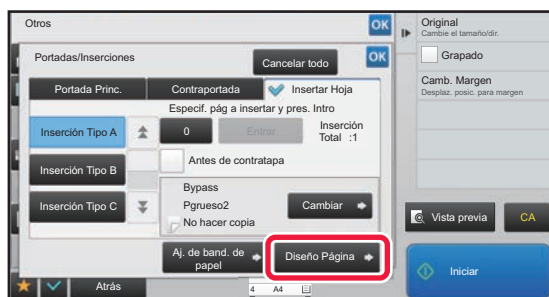 Otros
OK
Portadas/Inserciones
Cancelar todo
OK
Portada Princ.
Contraportada
Insertar Hoja
Especif. pág a insertar y pres. Intro
Inserción Tipo A
0
Entrar
Inserción
Total :1
Inserción Tipo B
Antes de contratapa
Inserción Tipo C
Bypass
Pgrueso2
No hacer copia
Cambiar
Aj. de band. de
papel
Diseño Página
Atrás
4 A4
Original
Cambie el tamaño/dir.
Grapado
Camb. Margen
Desplaz. posic. para margen
Vista previa
CA
Iniciar